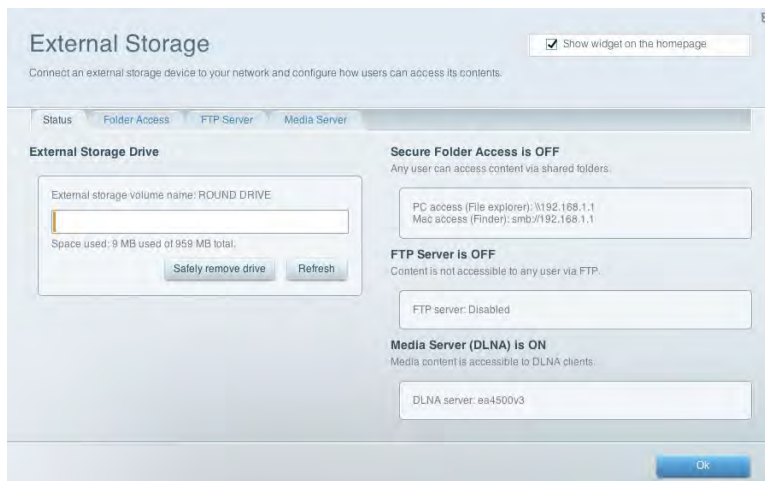 External Storage
Show widget on the homepage
Connect an external storage device to your network and configure how users can access its contents.
Status
Folder Access
FTP Server
Media Server
External Storage Drive
External storage volume name: ROUND DRIVE
Space used: 9 MB used of 959 MB total.
Safely remove drive
Refresh
Secure Folder Access is OFF
Any user can access content via shared folders.
PC access (File explorer): \\192.168.1.1
Mac access (Finder): smb://192.168.1.1
FTP Server is OFF
Content is not accessible to any user via FTP.
FTP server: Disabled
Media Server (DLNA) is ON
Media content is accessible to DLNA clients.
DLNA server: ea4500v3
Ok